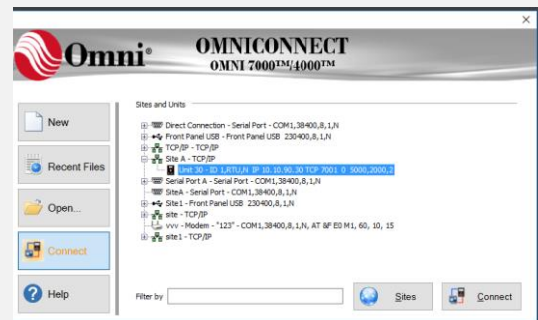 Omni®
OMNICONNECT
OMNI 7000™/4000™
New
Recent Files
Open...
Connect
Help
Sites and Units
Direct Connection - Serial Port - COM1,38400,8,1,N
Front Panel USB - Front Panel USB 230400,8,1,N
TCP/IP - TCP/IP
Site A - TCP/IP
Unit 30 - ID 1,RTU,N IP 10.10.90.30 TCP 7001 0 5000,2000,2
Serial Port A - Serial Port - COM1,38400,8,1,N
SiteA - Serial Port - COM1,38400,8,1,N
Site1 - Front Panel USB 230400,8,1,N
site - TCP/IP
vvv - Modem - "123" - COM1,38400,8,1,N, AT &F E0 M1, 60, 10, 15
site1 - TCP/IP
Filter by
Sites
Connect